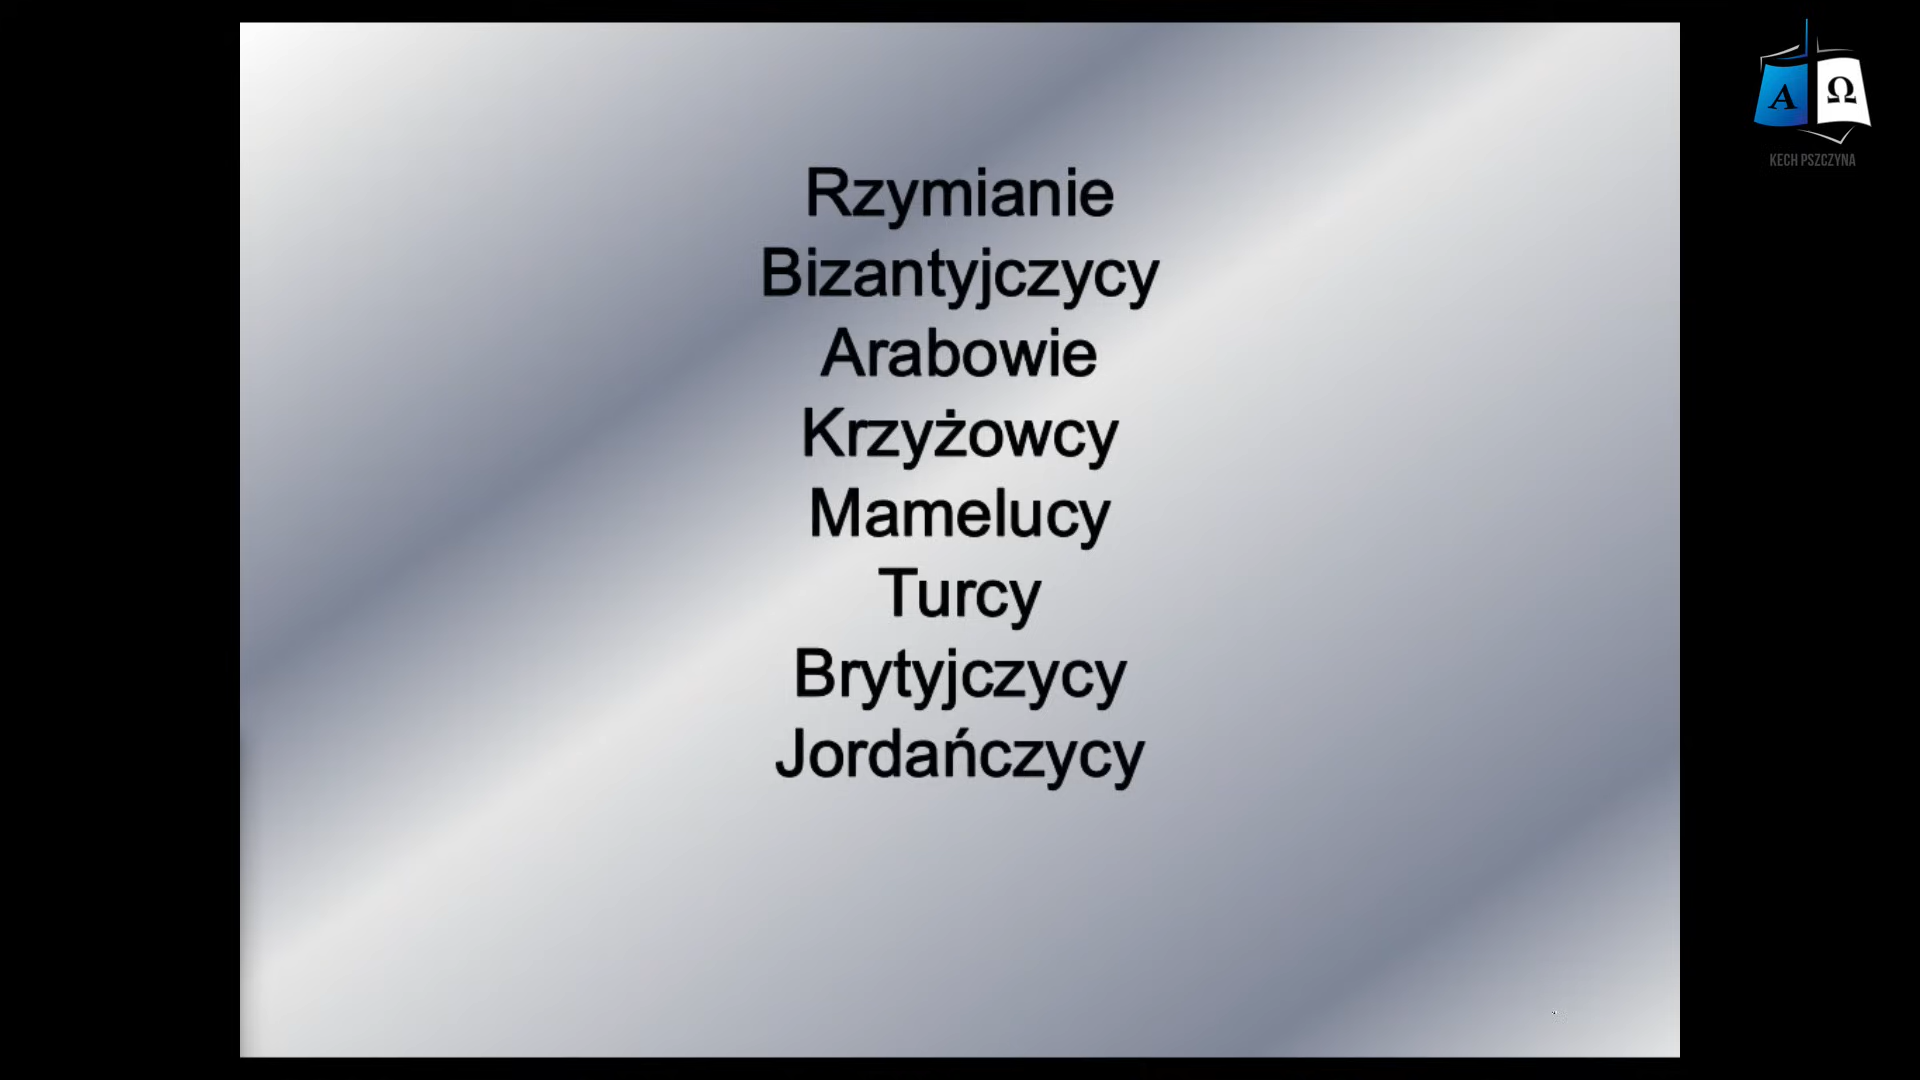 Rzymianie
Bizantyjczycy
Arabowie
Krzyżowcy
Mamelucy
Turcy
Brytyjczycy
Jordańczycy
A Ω
KECH PSZCZYNA